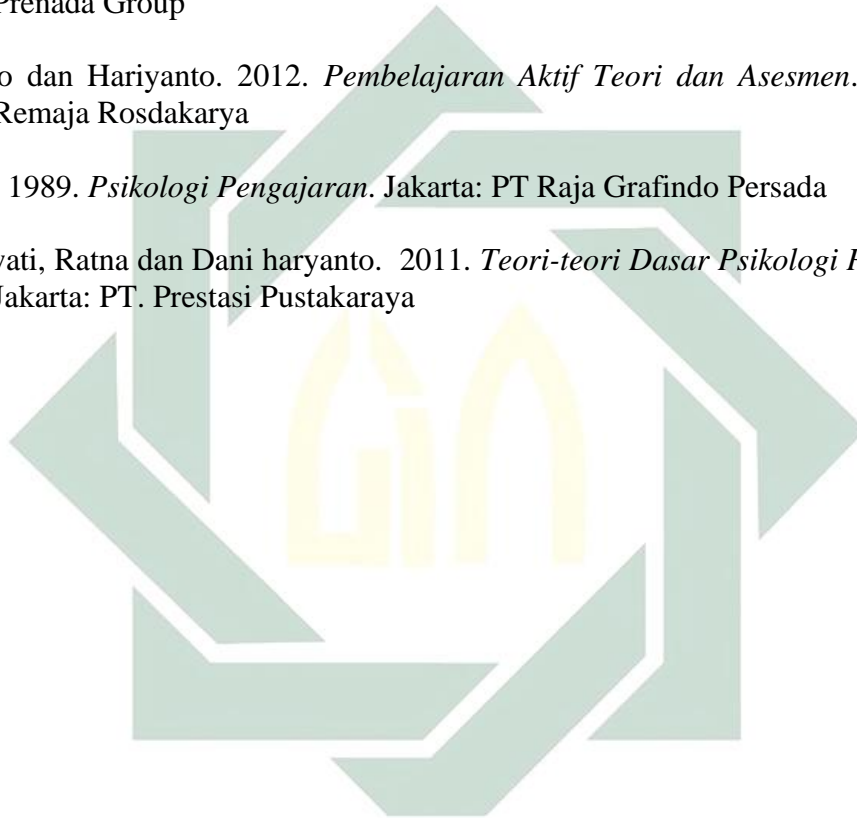 Prenada Group
o dan Hariyanto. 2012. Pembelajaran Aktif Teori dan Asesmen.
Remaja Rosdakarya
1989. Psikologi Pengajaran. Jakarta: PT Raja Grafindo Persada
vati, Ratna dan Dani haryanto. 2011. Teori-teori Dasar Psikologi
Jakarta: PT. Prestasi Pustakaraya